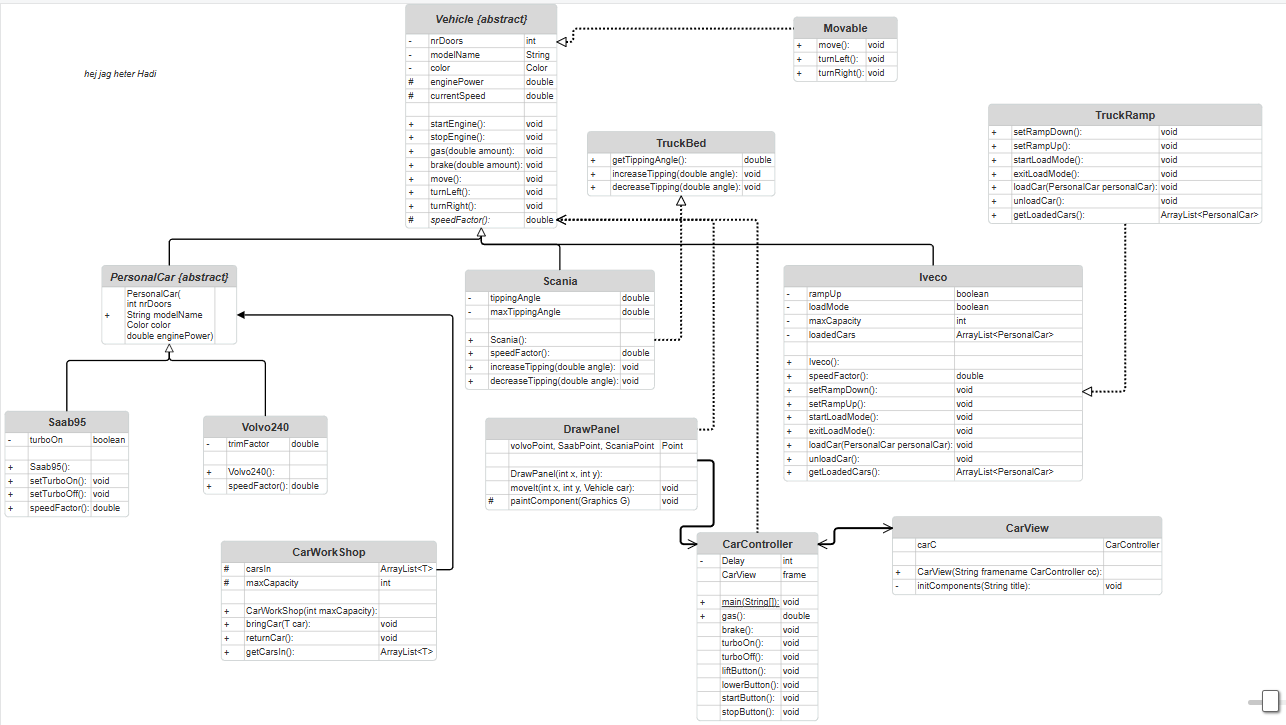 hej jag heter Hadi
Vehicle {abstract}
- nrDoors int
- modelName String
- color Color
# enginePower double
# currentSpeed double
+ startEngine(): void
+ stopEngine(): void
+ gas(double amount): void
+ brake(double amount): void
+ move(): void
+ turnLeft(): void
+ turnRight(): void
# speedFactor(): double
Movable
+ move(): void
+ turnLeft(): void
+ turnRight(): void
TruckBed
+ getTippingAngle(): double
+ increaseTipping(double angle): void
+ decreaseTipping(double angle): void
TruckRamp
+ setRampDown(): void
+ setRampUp(): void
+ startLoadMode(): void
+ exitLoadMode(): void
+ loadCar(PersonalCar personalCar): void
+ unloadCar(): void
+ getLoadedCars(): ArrayList<PersonalCar>
PersonalCar {abstract}
PersonalCar(
int nrDoors
+ String modelName
Color color
double enginePower)
Scania
- tippingAngle double
- maxTippingAngle double
+ Scania():
+ speedFactor(): double
+ increaseTipping(double angle): void
+ decreaseTipping(double angle): void
Iveco
- rampUp boolean
- loadMode boolean
- maxCapacity int
- loadedCars ArrayList<PersonalCar>
+ Iveco():
+ speedFactor(): double
+ setRampDown(): void
+ setRampUp(): void
+ startLoadMode(): void
+ exitLoadMode(): void
+ loadCar(PersonalCar personalCar): void
+ unloadCar(): void
+ getLoadedCars(): ArrayList<PersonalCar>
Saab95
- turboOn boolean
+ Saab95():
+ setTurboOn(): void
+ setTurboOff(): void
+ speedFactor(): double
Volvo240
- trimFactor double
+ Volvo240():
+ speedFactor(): double
DrawPanel
volvoPoint, SaabPoint, ScaniaPoint Point
DrawPanel(int x, int y):
moveIt(int x, int y, Vehicle car): void
# paintComponent(Graphics G) void
CarWorkShop
# carsIn ArrayList<T>
# maxCapacity int
+ CarWorkShop(int maxCapacity):
+ bringCar(T car): void
+ returnCar(): void
+ getCarsIn(): ArrayList<T>
CarController
- Delay int
CarView frame
+ main(String[]): void
+ gas(): double
brake(): void
turboOn(): void
turboOff(): void
liftButton(): void
lowerButton(): void
startButton(): void
stopButton(): void
CarView
carC CarController
+ CarView(String framename CarController cc):
- initComponents(String title): void